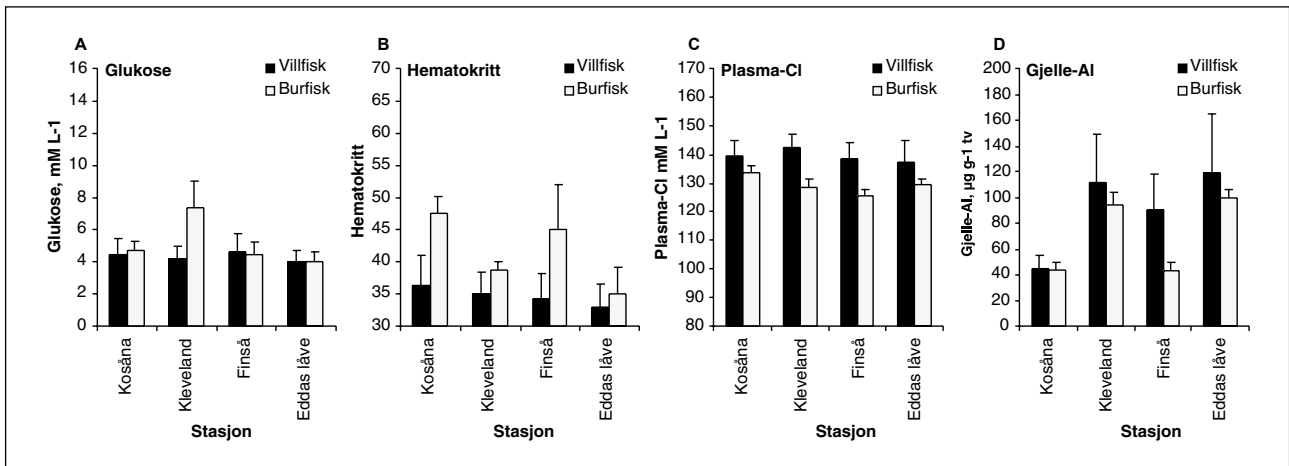 A
Glukose
Villfisk
Burfisk
16
14
12
10
8
6
4
2
0
Glukose, mM L-1
Kosåna
Kleveland
Finså
Eddas låve
Stasjon
B
Hematokritt
Villfisk
Burfisk
70
65
60
55
50
45
40
35
30
Hematokritt
Kosåna
Kleveland
Finså
Eddas låve
Stasjon
C
Plasma-Cl
Villfisk
Burfisk
170
160
150
140
130
120
110
100
90
80
Plasma-Cl mM L-1
Kosåna
Kleveland
Finså
Eddas låve
Stasjon
D
Gjelle-Al
Villfisk
Burfisk
200
180
160
140
120
100
80
60
40
20
0
Gjelle-Al, µg g-1 tv
Kosåna
Kleveland
Finså
Eddas låve
Stasjon